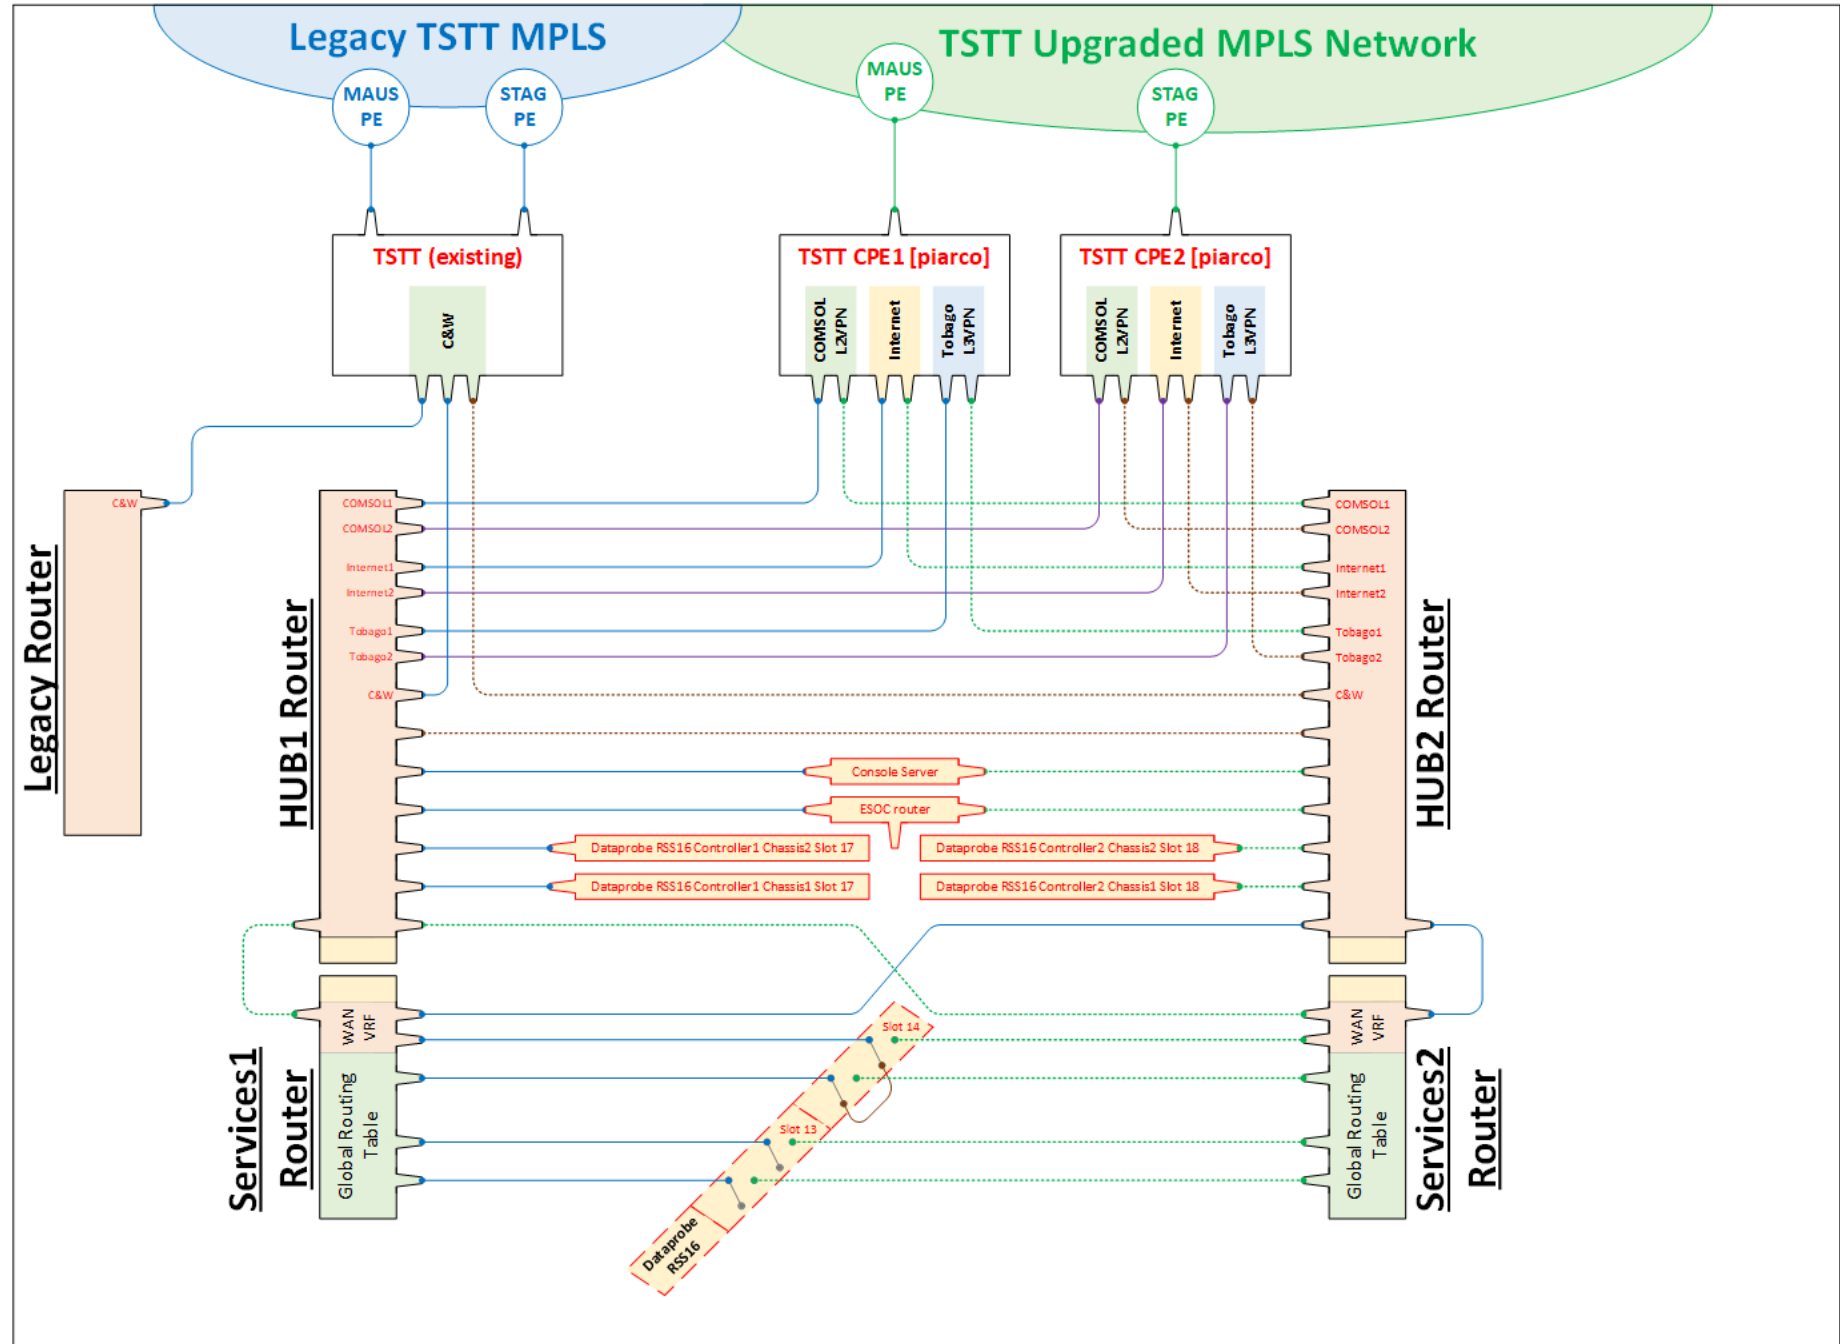 Legacy TSTT MPLS
TSTT Upgraded MPLS Network
MAUS
PE
STAG
PE
MAUS
PE
STAG
PE
TSTT (existing)
C&W
TSTT CPE1 [piarco]
COMSOL
L2VPN
Internet
Tobago
L3VPN
TSTT CPE2 [piarco]
COMSOL
L2VPN
Internet
Tobago
L3VPN
Legacy Router
C&W
HUB1 Router
COMSOL1
COMSOL2
Internet1
Internet2
Tobago1
Tobago2
C&W
HUB2 Router
COMSOL1
COMSOL2
Internet1
Internet2
Tobago1
Tobago2
C&W
Console Server
ESOC router
Dataprobe RSS16 Controller1 Chassis2 Slot 17
Dataprobe RSS16 Controller2 Chassis2 Slot 18
Dataprobe RSS16 Controller1 Chassis1 Slot 17
Dataprobe RSS16 Controller2 Chassis1 Slot 18
Services1
Router
WAN
VRF
Global Routing
Table
Slot 14
Slot 13
Dataprobe
RSS16
WAN
VRF
Global Routing
Table
Services2
Router